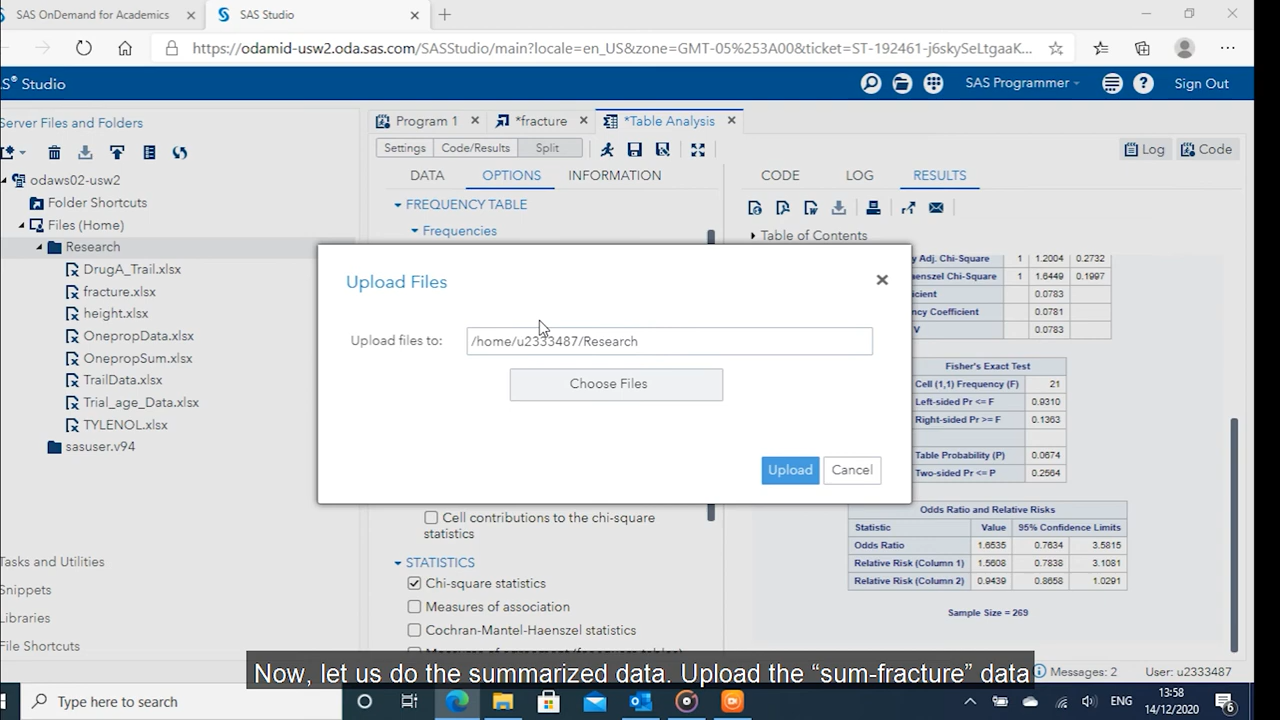 SAS OnDemand for Academics
SAS Studio
https://odamid-usw2.oda.sas.com/SASStudio/main?locale=en_US&zone=GMT-05%253A00&ticket=ST-192461-j6skySeLtgaaK...
S® Studio
SAS Programmer
Sign Out
Server Files and Folders
Program 1
*fracture
*Table Analysis
Settings
Code/Results
Split
Log
Code
DATA
OPTIONS
INFORMATION
CODE
LOG
RESULTS
odaws02-usw2
Folder Shortcuts
Files (Home)
Research
DrugA_Trail.xlsx
fracture.xlsx
height.xlsx
OnepropData.xlsx
OnepropSum.xlsx
TrailData.xlsx
Trial_age_Data.xlsx
TYLENOL.xlsx
sasuser.v94
Tasks and Utilities
Snippets
Libraries
File Shortcuts
FREQUENCY TABLE
Frequencies
Table of Contents
Upload Files
Upload files to:
/home/u2333487/Research
Choose Files
Upload
Cancel
Cell contributions to the chi-square
statistics
STATISTICS
Chi-square statistics
Measures of association
Cochran-Mantel-Haenszel statistics
y Adj. Chi-Square 1 1.2004 0.2732
aenszel Chi-Square 1 1.6449 0.1997
icient 0.0783
ncy Coefficient 0.0781
V 0.0783
Fisher's Exact Test
Cell (1,1) Frequency (F) 21
Left-sided Pr <= F 0.9310
Right-sided Pr >= F 0.1363
Table Probability (P) 0.0674
Two-sided Pr <= P 0.2564
Odds Ratio and Relative Risks
Statistic Value 95% Confidence Limits
Odds Ratio 1.6535 0.7634 3.5815
Relative Risk (Column 1) 1.5608 0.7838 3.1081
Relative Risk (Column 2) 0.9439 0.8658 1.0291
Sample Size = 269
Messages: 2
User: u2333487
Now, let us do the summarized data. Upload the “sum-fracture” data
Type here to search
ENG
13:58
14/12/2020
6